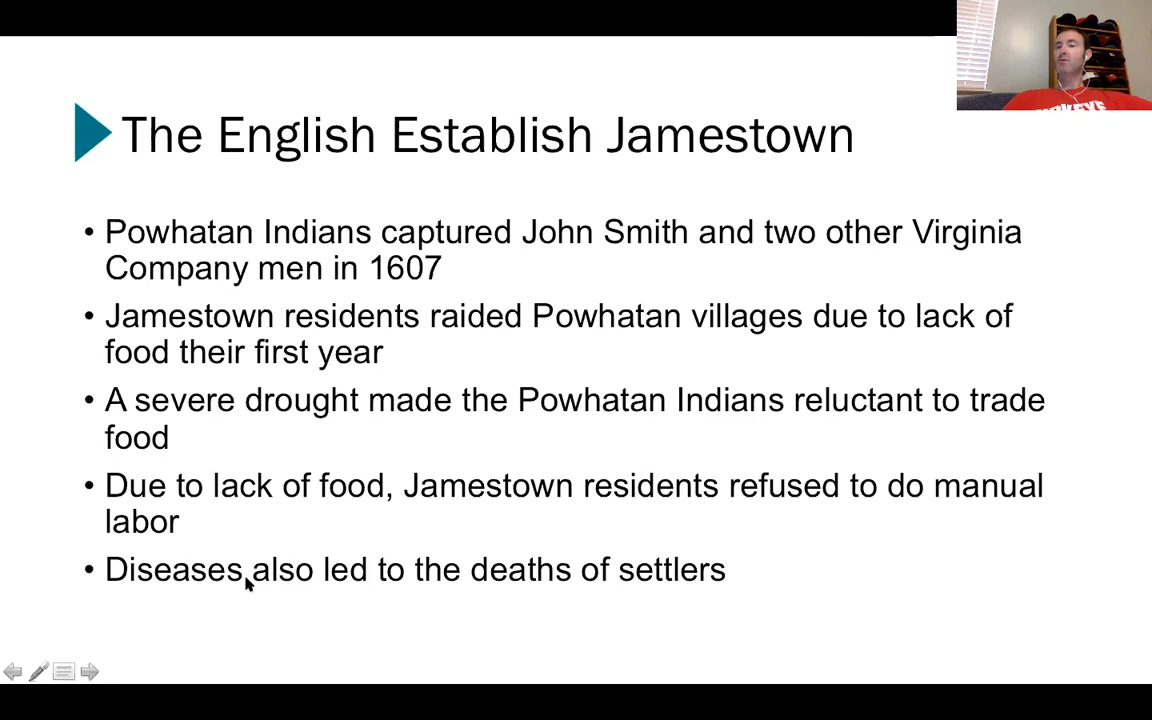 The English Establish Jamestown
• Powhatan Indians captured John Smith and two other Virginia
Company men in 1607
• Jamestown residents raided Powhatan villages due to lack of
food their first year
• A severe drought made the Powhatan Indians reluctant to trade
food
• Due to lack of food, Jamestown residents refused to do manual
labor
• Diseases also led to the deaths of settlers